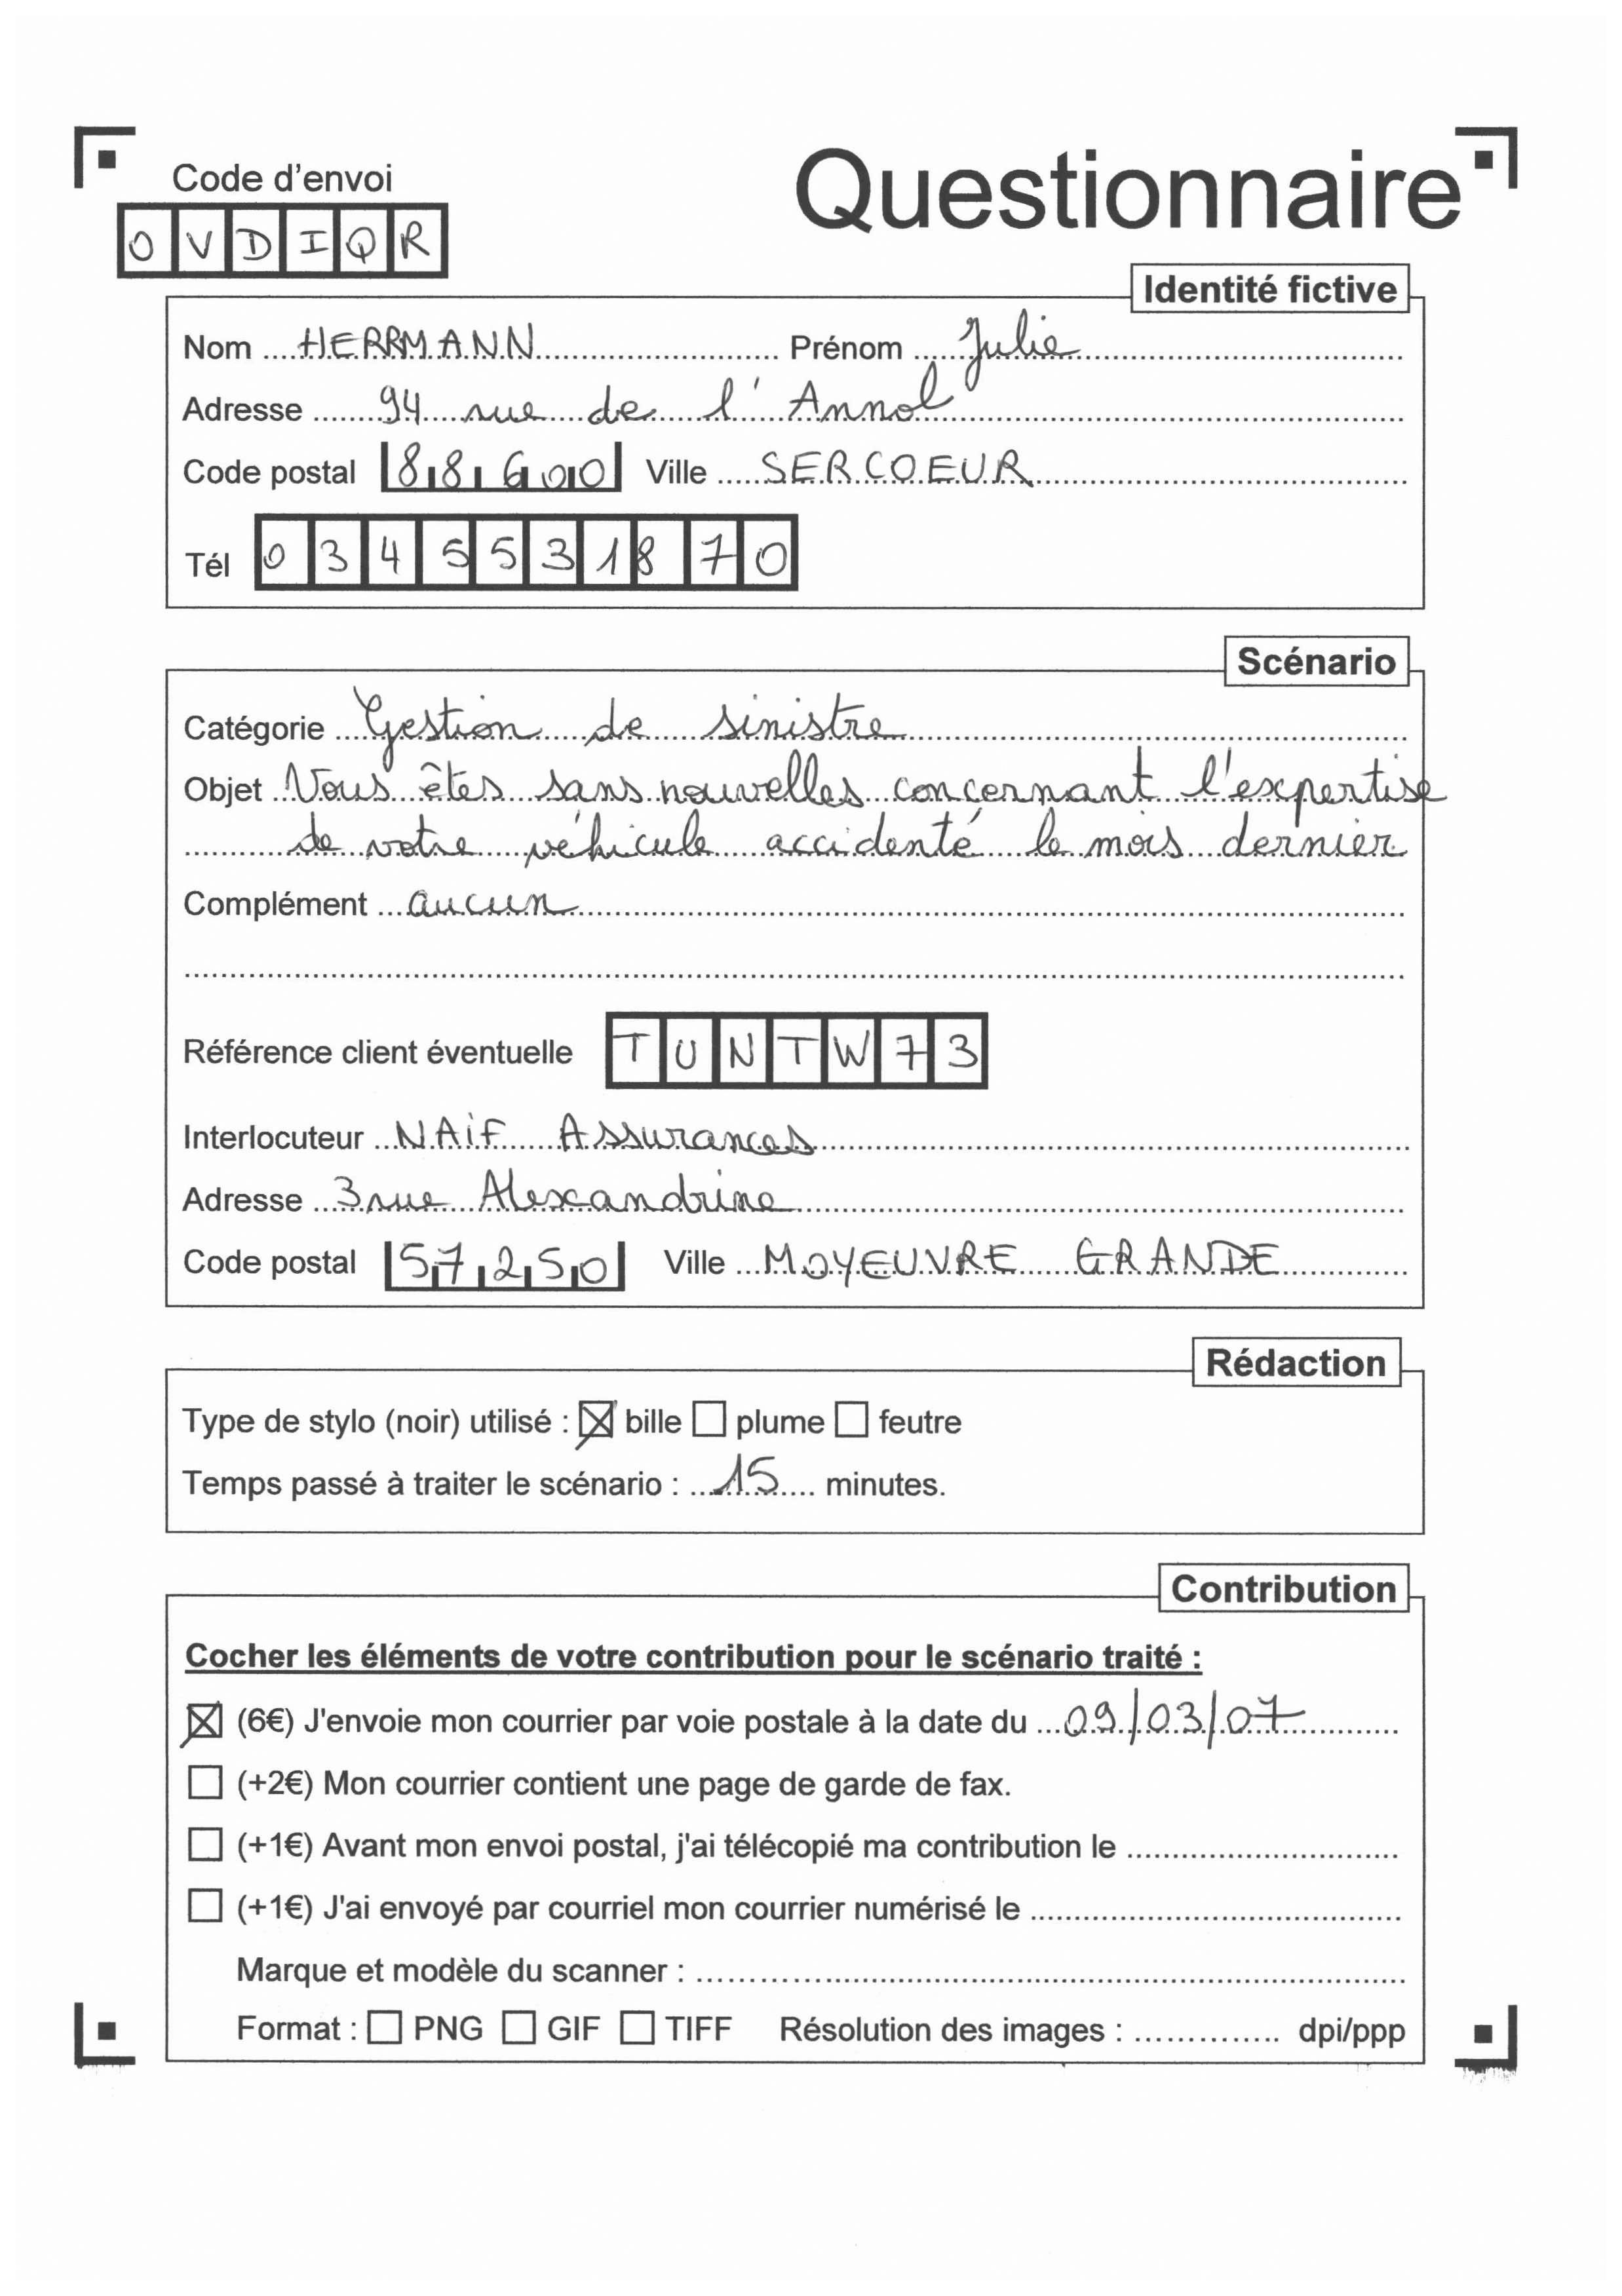 Code d'envoi
Questionnaire
OVDIQR
Identité fictive
Nom HERRMANN Prénom Julie
Adresse 94 rue de l'Annol
Code postal 88600 Ville SERCOEUR
Tél 0345531870
Scénario
Catégorie Gestion de sinistre
Objet Vous êtes sans nouvelles concernant l'expertise
de votre véhicule accidenté le mois dernier
Complément aucun
Référence client éventuelle TUNTW73
Interlocuteur NAiF Assurances
Adresse 3 rue Alexandrine
Code postal 57250 Ville MOYEUVRE GRANDE
Rédaction
Type de stylo (noir) utilisé : ☒ bille ☐ plume ☐ feutre
Temps passé à traiter le scénario : 15 minutes.
Contribution
Cocher les éléments de votre contribution pour le scénario traité :
☒ (6€) J'envoie mon courrier par voie postale à la date du 09/03/07
☐ (+2€) Mon courrier contient une page de garde de fax.
☐ (+1€) Avant mon envoi postal, j'ai télécopié ma contribution le
☐ (+1€) J'ai envoyé par courriel mon courrier numérisé le
Marque et modèle du scanner :
Format : ☐ PNG ☐ GIF ☐ TIFF Résolution des images : dpi/ppp